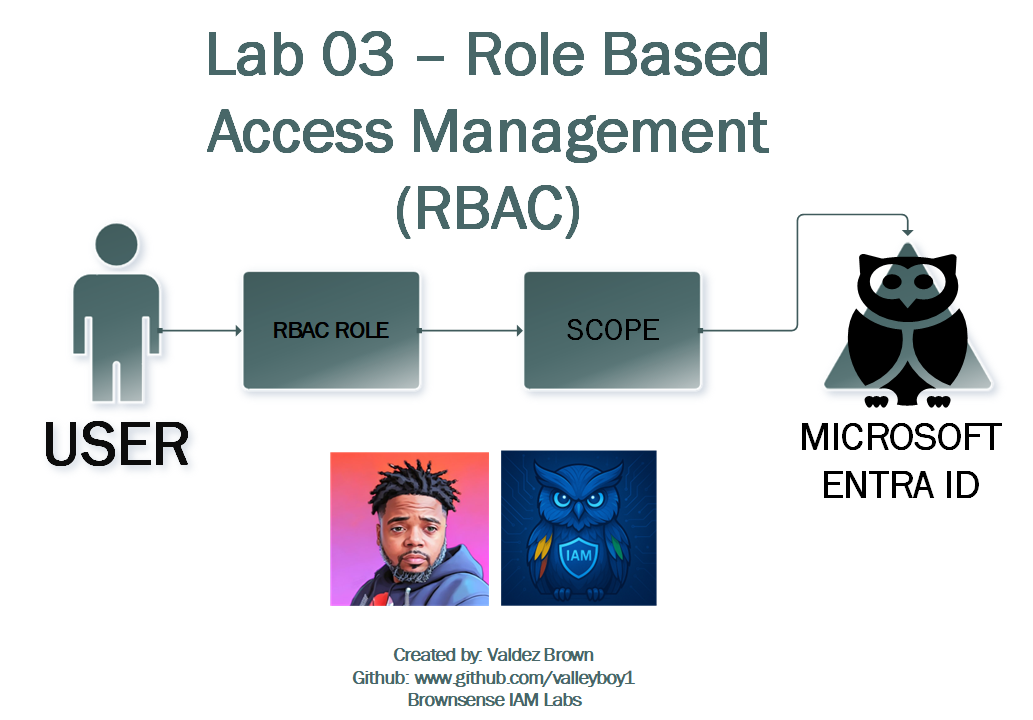 Lab 03 – Role Based
Access Management
(RBAC)
RBAC ROLE
SCOPE
USER
MICROSOFT
ENTRA ID
IAM
Created by: Valdez Brown
Github: www.github.com/valleyboy1
Brownsense IAM Labs